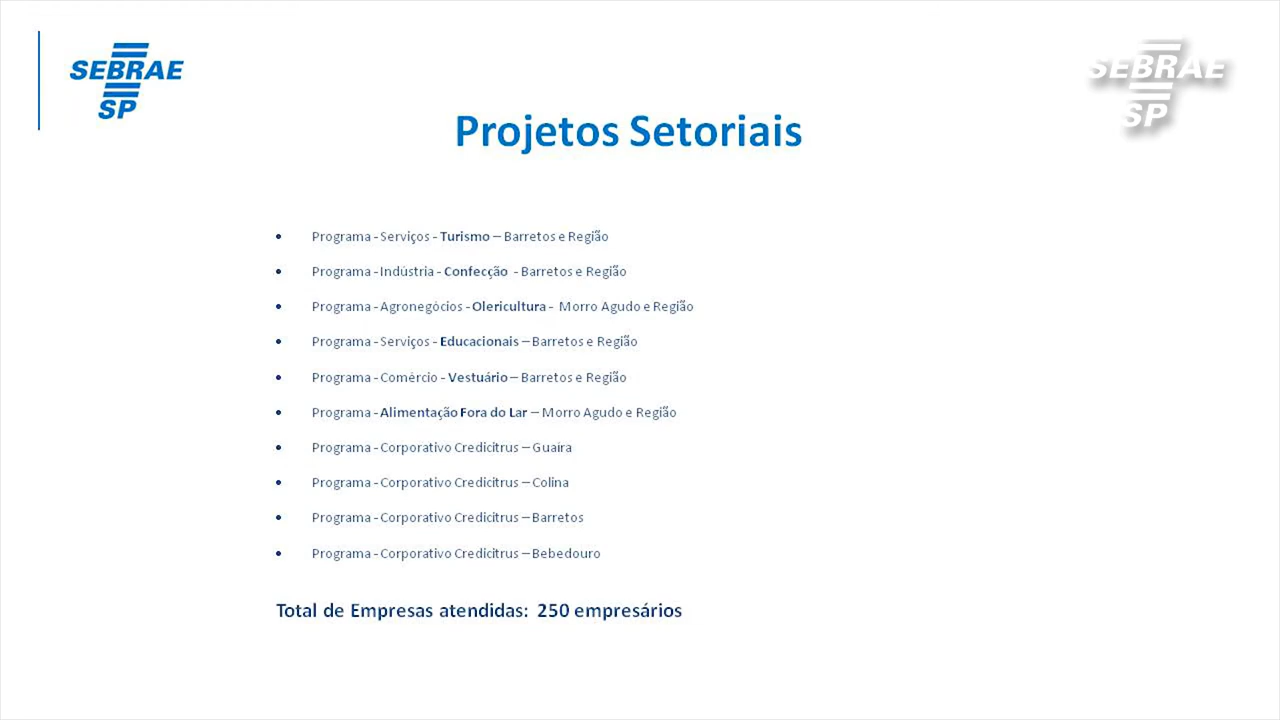 SEBRAE
SP
SEBRAE
SP
Projetos Setoriais
• Programa - Serviços - Turismo – Barretos e Região
• Programa - Indústria - Confecção - Barretos e Região
• Programa - Agronegócios - Olericultura - Morro Agudo e Região
• Programa - Serviços - Educacionais – Barretos e Região
• Programa - Comércio - Vestuário – Barretos e Região
• Programa - Alimentação Fora do Lar – Morro Agudo e Região
• Programa - Corporativo Credicitrus – Guaíra
• Programa - Corporativo Credicitrus – Colina
• Programa - Corporativo Credicitrus – Barretos
• Programa - Corporativo Credicitrus – Bebedouro
Total de Empresas atendidas: 250 empresários